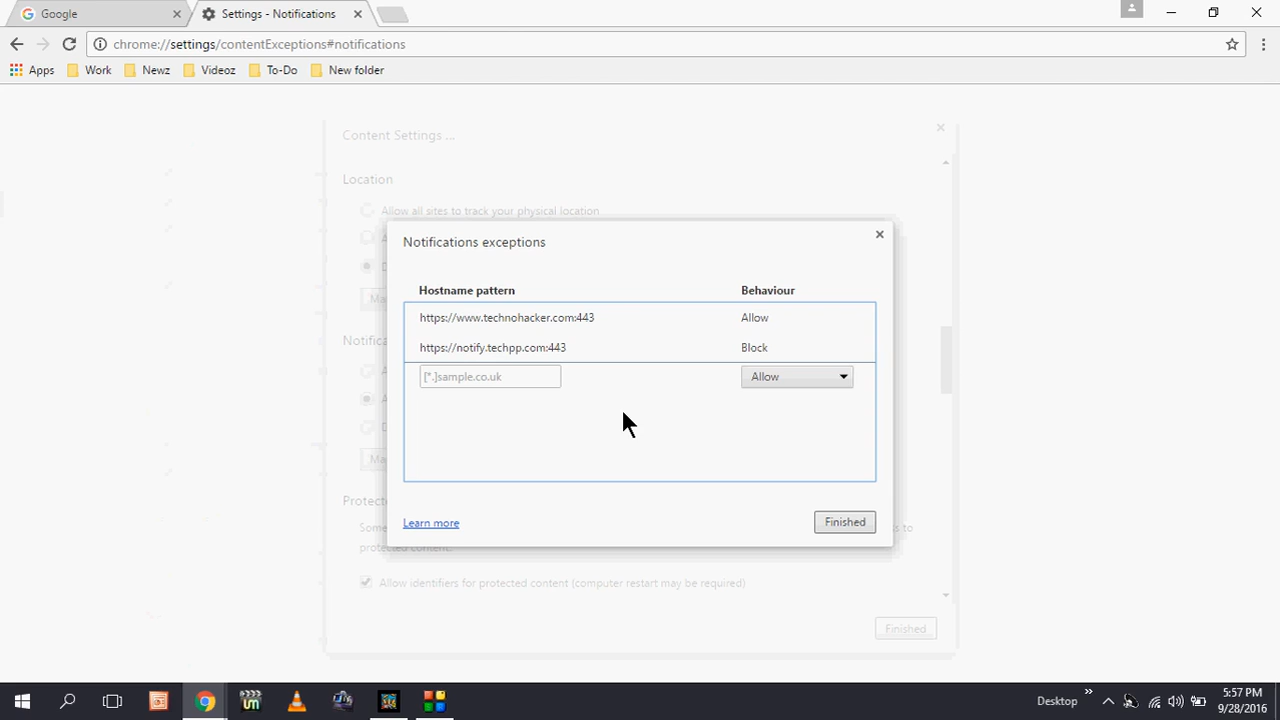 Google
Settings - Notifications
chrome://settings/contentExceptions#notifications
Apps
Work
Newz
Videoz
To-Do
New folder
Content Settings ...
Location
Allow all sites to track your physical location
Notifications exceptions
Hostname pattern
Behaviour
https://www.technohacker.com:443
Allow
https://notify.techpp.com:443
Block
[*.]sample.co.uk
Allow
Learn more
Finished
protected content.
Allow identifiers for protected content (computer restart may be required)
Finished
Desktop
5:57 PM
9/28/2016